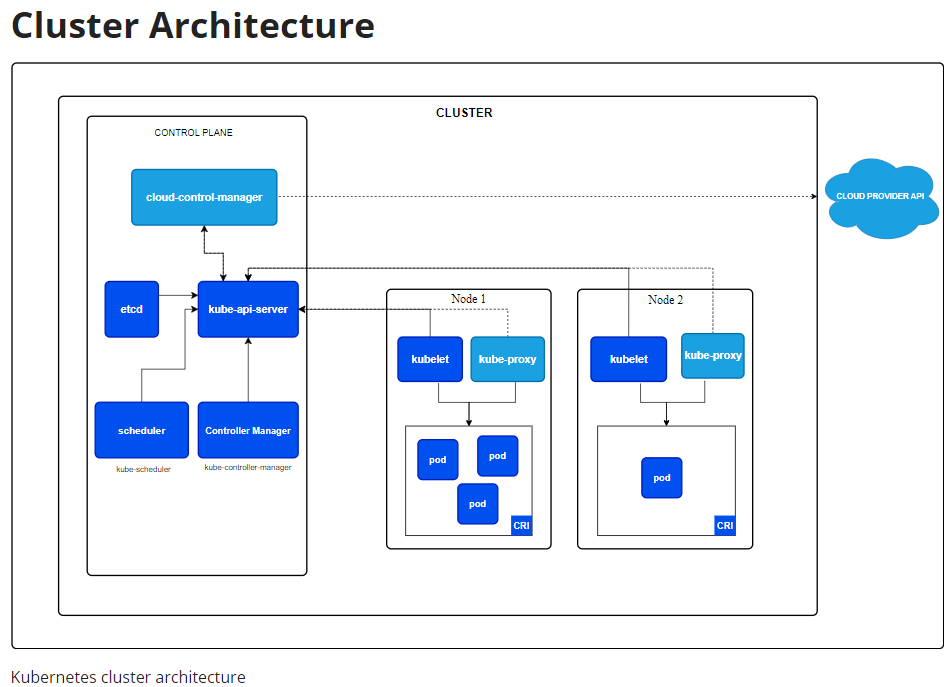 Cluster Architecture
CLUSTER
CONTROL PLANE
cloud-control-manager
CLOUD PROVIDER API
etcd
kube-api-server
scheduler
kube-scheduler
Controller Manager
kube-controller-manager
Node 1
kubelet
kube-proxy
pod
pod
pod
CRI
Node 2
kubelet
kube-proxy
pod
CRI
Kubernetes cluster architecture